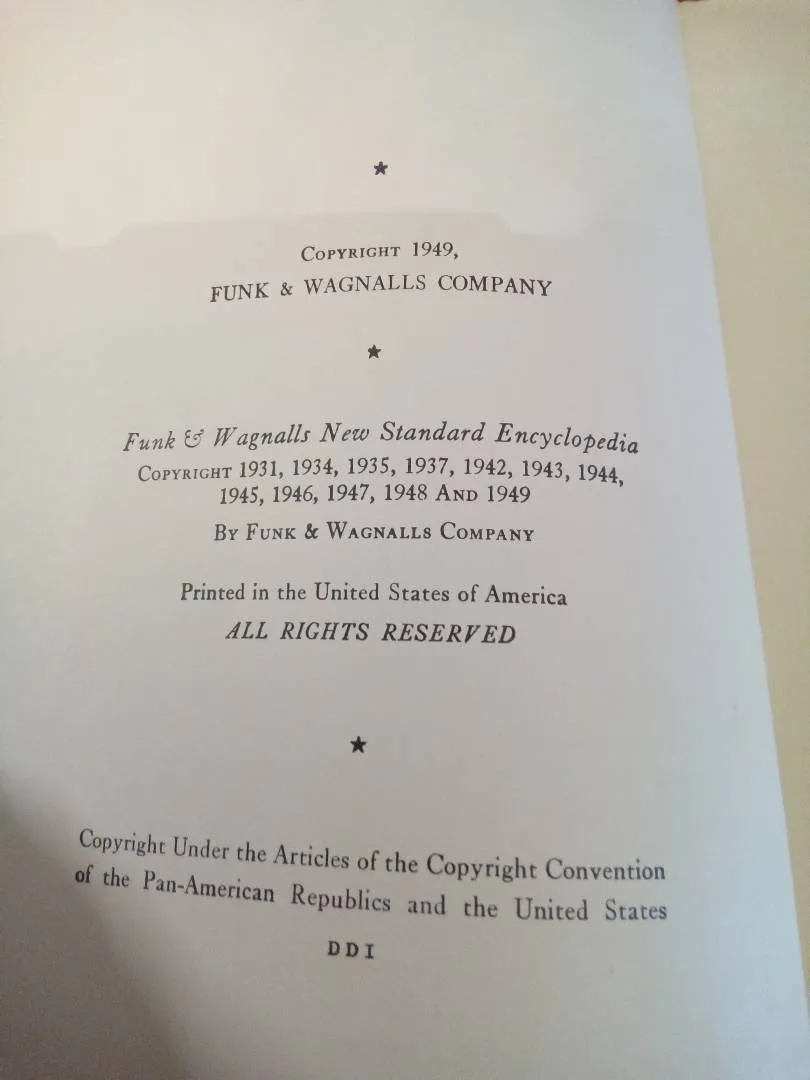 COPYRIGHT 1949,
FUNK & WAGNALLS COMPANY
Funk & Wagnalls New Standard Encyclopedia
COPYRIGHT 1931, 1934, 1935, 1937, 1942, 1943, 1944,
1945, 1946, 1947, 1948 AND 1949
BY FUNK & WAGNALLS COMPANY
Printed in the United States of America
ALL RIGHTS RESERVED
Copyright Under the Articles of the Copyright Convention
of the Pan-American Republics and the United States
DDI